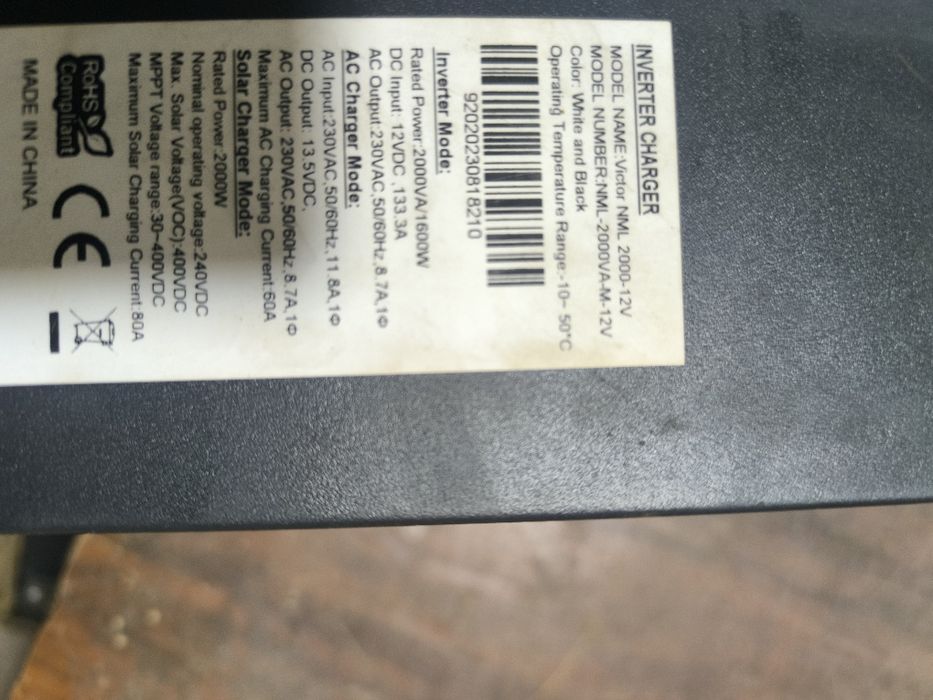 INVERTER CHARGER
MODEL NAME:Victor NML 2000-12V
MODEL NUMBER:NML-2000VA-M-12V
Color: White and Black
Operating Temperature Range:-10~ 50°C
92020230818210
Inverter Mode:
Rated Power:2000VA/1600W
DC Input: 12VDC ,133.3A
AC Output:230VAC,50/60Hz,8.7A,1Φ
AC Charger Mode:
AC Input:230VAC,50/60Hz,11.8A,1Φ
DC Output: 13.5VDC,
AC Output: 230VAC,50/60Hz,8.7A,1Φ
Maximum AC Charging Current:60A
Solar Charger Mode:
Rated Power:2000W
Nominal operating voltage:240VDC
Max. Solar Voltage(VOC):400VDC
MPPT Voltage range:30~400VDC
Maximum Solar Charging Current:80A
RoHS
Compliant
CE
MADE IN CHINA